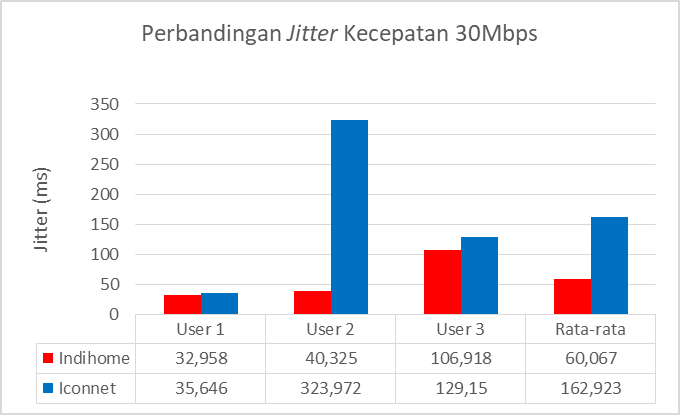 Perbandingan Jitter Kecepatan 30Mbps
Jitter (ms)
350
300
250
200
150
100
50
0
User 1 User 2 User 3 Rata-rata
Indihome 32,958 40,325 106,918 60,067
Iconnet 35,646 323,972 129,15 162,923